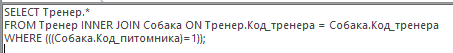 SELECT Тренер.*
FROM Тренер INNER JOIN Собака ON Тренер.Код_тренера = Собака.Код_тренера
WHERE (((Собака.Код_питомника)=1));